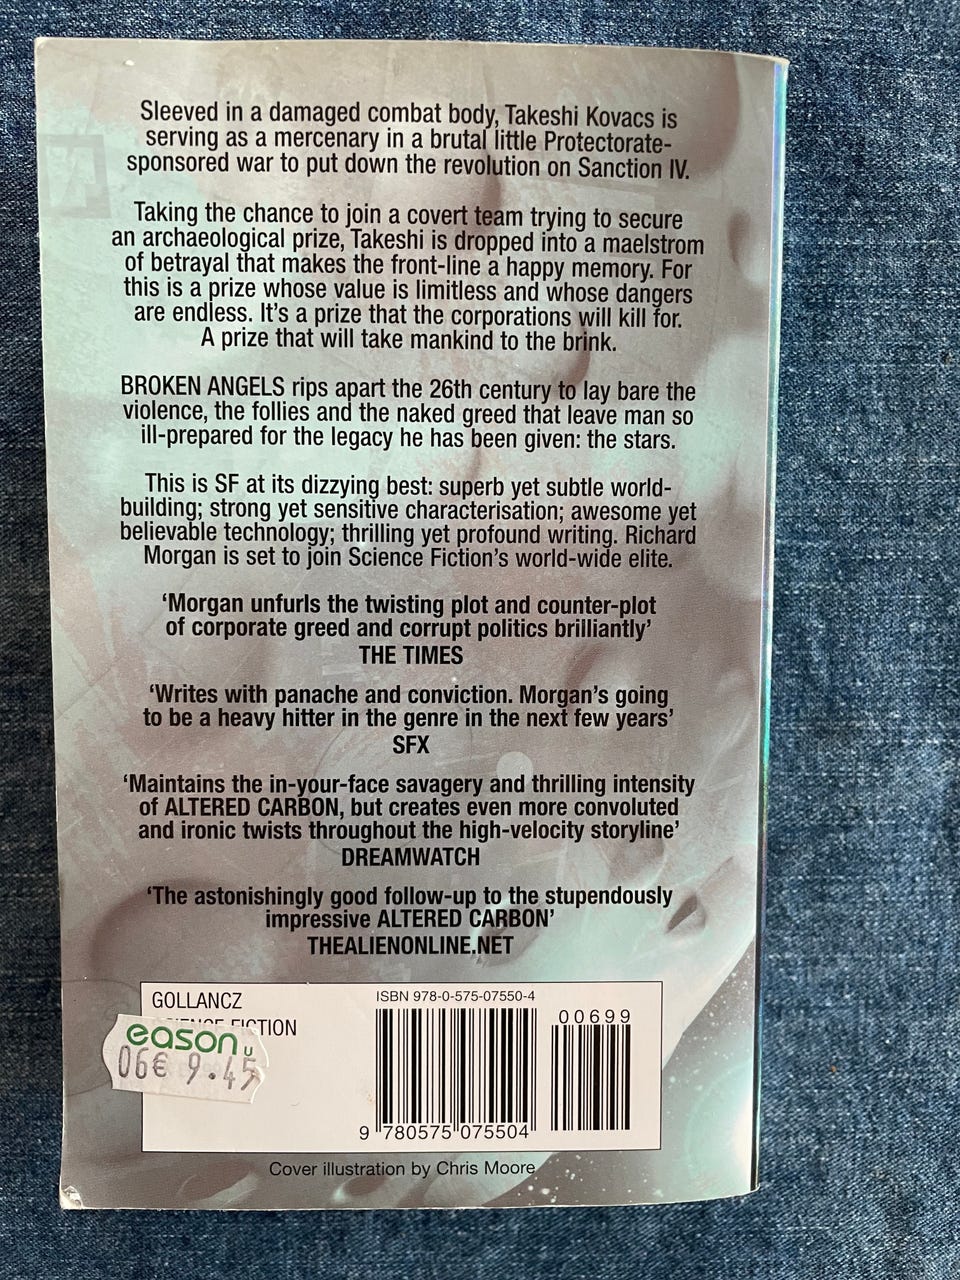 Sleeved in a damaged combat body, Takeshi Kovacs is
serving as a mercenary in a brutal little Protectorate-
sponsored war to put down the revolution on Sanction IV.
Taking the chance to join a covert team trying to secure
an archaeological prize, Takeshi is dropped into a maelstrom
of betrayal that makes the front-line a happy memory. For
this is a prize whose value is limitless and whose dangers
are endless. It's a prize that the corporations will kill for.
A prize that will take mankind to the brink.
BROKEN ANGELS rips apart the 26th century to lay bare the
violence, the follies and the naked greed that leave man so
ill-prepared for the legacy he has been given: the stars.
This is SF at its dizzying best: superb yet subtle world-
building; strong yet sensitive characterisation; awesome yet
believable technology; thrilling yet profound writing. Richard
Morgan is set to join Science Fiction's world-wide elite.
‘Morgan unfurls the twisting plot and counter-plot
of corporate greed and corrupt politics brilliantly’
THE TIMES
‘Writes with panache and conviction. Morgan's going
to be a heavy hitter in the genre in the next few years’
SFX
‘Maintains the in-your-face savagery and thrilling intensity
of ALTERED CARBON, but creates even more convoluted
and ironic twists throughout the high-velocity storyline’
DREAMWATCH
‘The astonishingly good follow-up to the stupendously
impressive ALTERED CARBON’
THEALIENONLINE.NET
GOLLANCZ
FICTION
eason u
06€ 9.45
ISBN 978-0-575-07550-4
00699
9 780575 075504
Cover illustration by Chris Moore